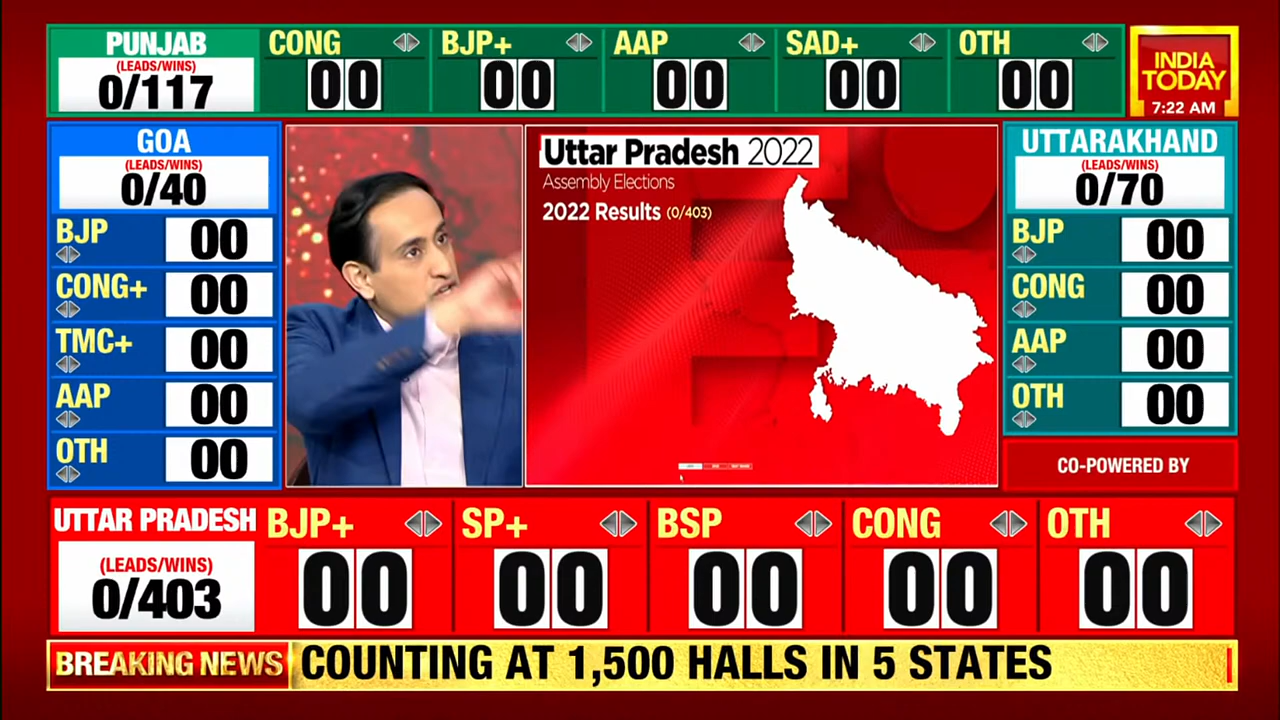 PUNJAB
(LEADS/WINS)
0/117
CONG
00
BJP+
00
AAP
00
SAD+
00
OTH
00
INDIA
TODAY
7:22 AM
GOA
(LEADS/WINS)
0/40
BJP 00
CONG+ 00
TMC+ 00
AAP 00
OTH 00
Uttar Pradesh 2022
Assembly Elections
2022 Results (0/403)
UTTARAKHAND
(LEADS/WINS)
0/70
BJP 00
CONG 00
AAP 00
OTH 00
CO-POWERED BY
UTTAR PRADESH
(LEADS/WINS)
0/403
BJP+
00
SP+
00
BSP
00
CONG
00
OTH
00
BREAKING NEWS COUNTING AT 1,500 HALLS IN 5 STATES